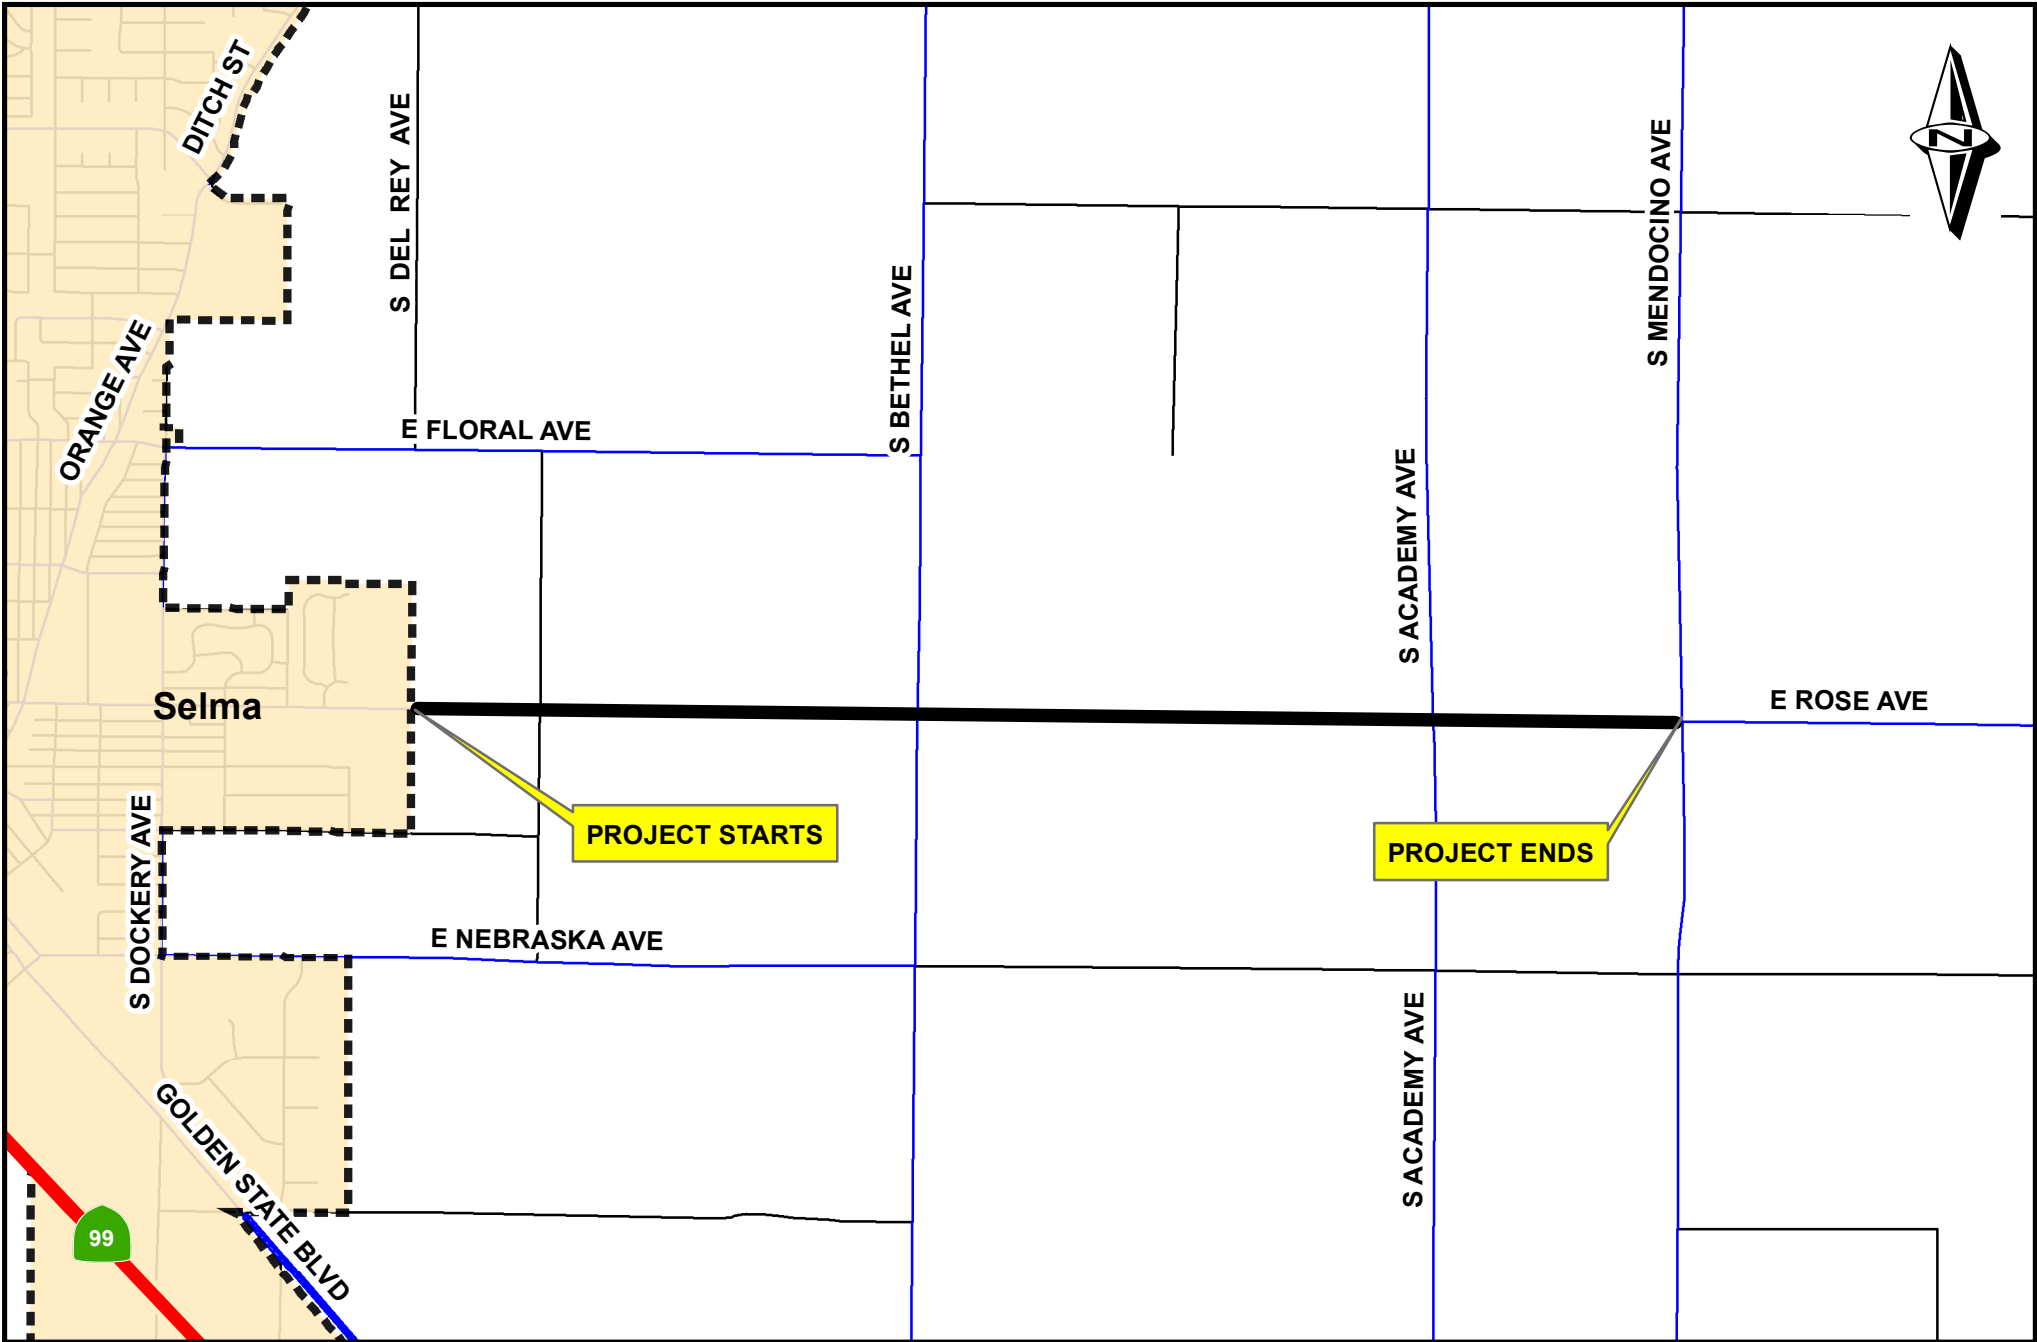 DITCH ST
S DEL REY AVE
S MENDOCINO AVE
N
S BETHEL AVE
ORANGE AVE
E FLORAL AVE
S ACADEMY AVE
Selma
E ROSE AVE
PROJECT STARTS
PROJECT ENDS
S DOCKERY AVE
E NEBRASKA AVE
S ACADEMY AVE
GOLDEN STATE BLVD
99